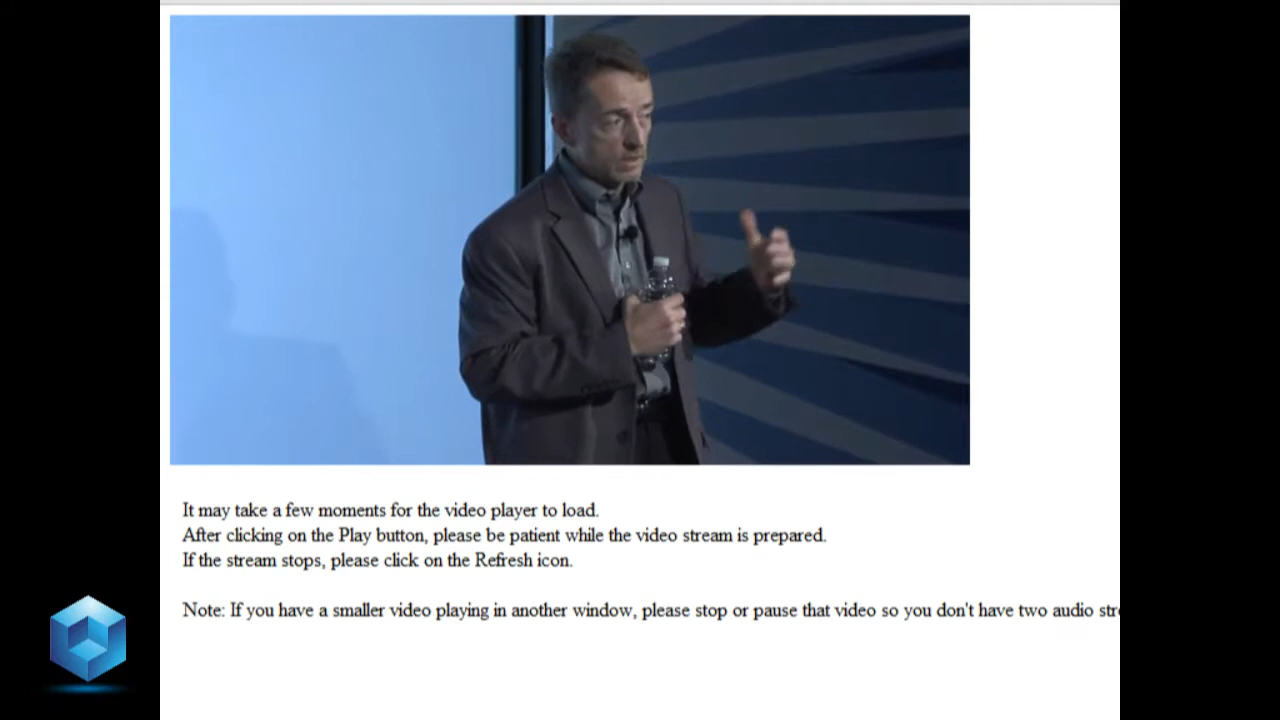 It may take a few moments for the video player to load.
After clicking on the Play button, please be patient while the video stream is prepared.
If the stream stops, please click on the Refresh icon.
Note: If you have a smaller video playing in another window, please stop or pause that video so you don't have two audio str